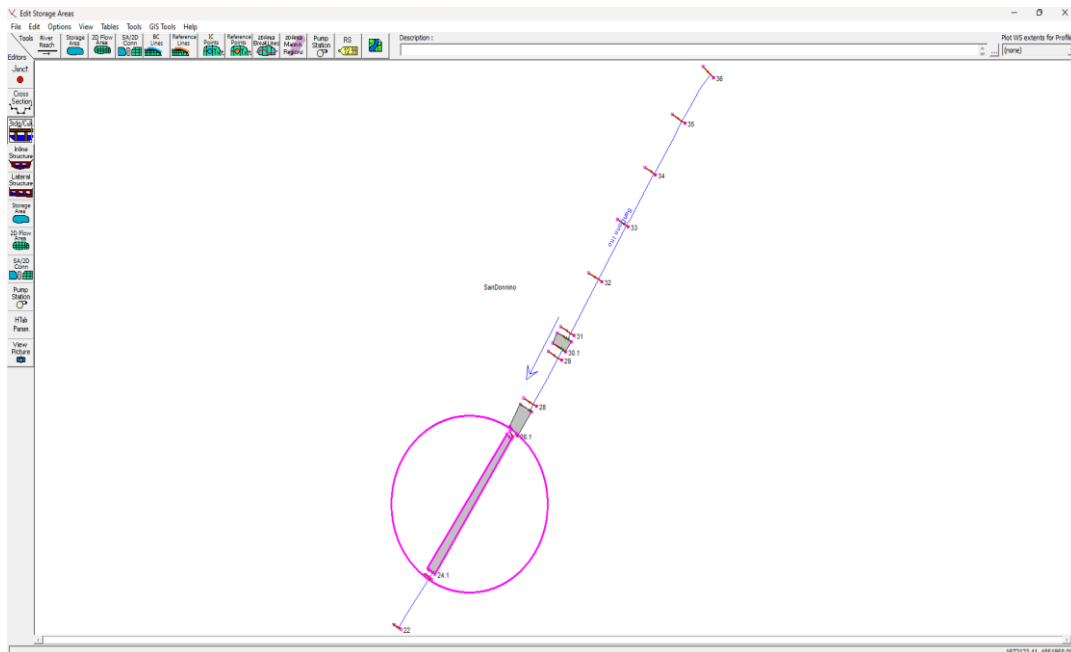 Edit Storage Areas
File Edit Options View Tables Tools GIS Tools Help
Tools
River Reach
Storage Area
2D Flow Area
SA/2D Conn
BC Lines
Reference Lines
IC Points
Reference Points
2D Area Break Lines
2D Area Mann n Regions
Pump Station
RS
Description :
...
Plot WS extents for Profile
(none)
Editors
Junct.
Cross Section
Brdg/Culv
Inline Structure
Lateral Structure
Storage Area
2D Flow Area
SA/2D Conn
Pump Station
HTab Param.
View Picture
36
35
34
33
32
SanDonnino
31
30.1
29
28
26.1
24.1
22